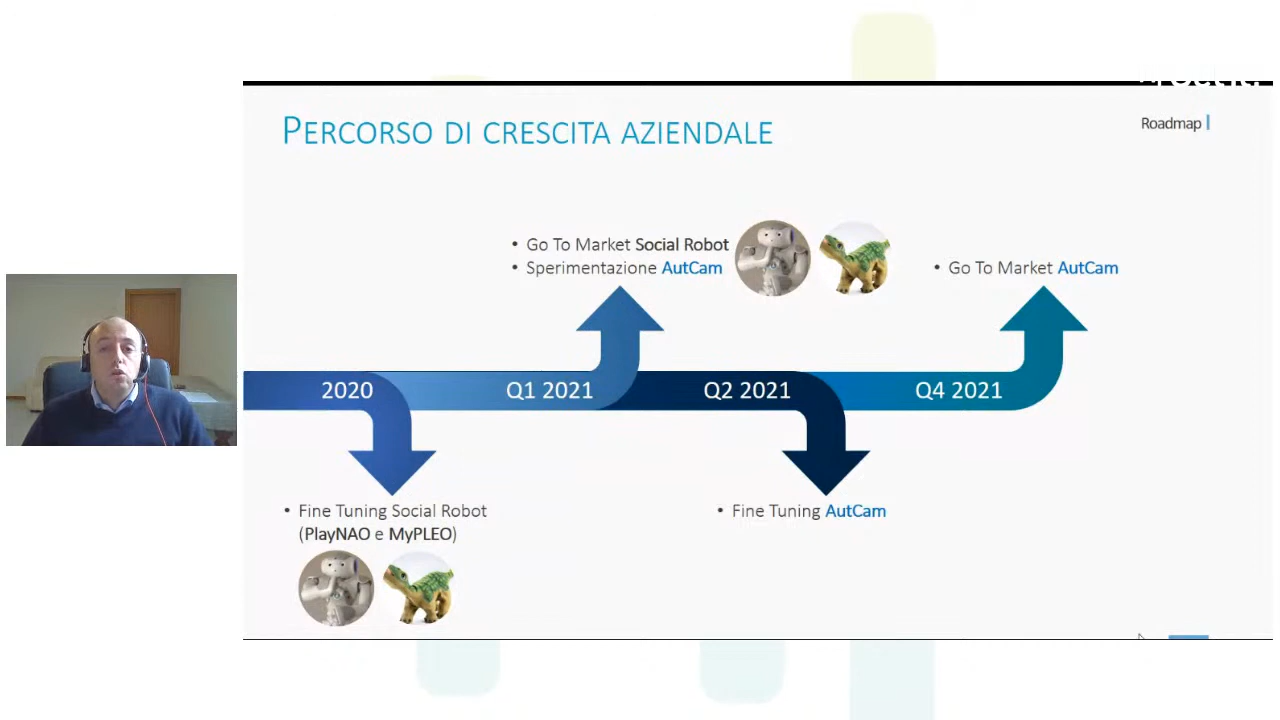 PERCORSO DI CRESCITA AZIENDALE
Roadmap
• Go To Market Social Robot
• Sperimentazione AutCam
• Go To Market AutCam
2020
Q1 2021
Q2 2021
Q4 2021
• Fine Tuning Social Robot
(PlayNAO e MyPLEO)
• Fine Tuning AutCam